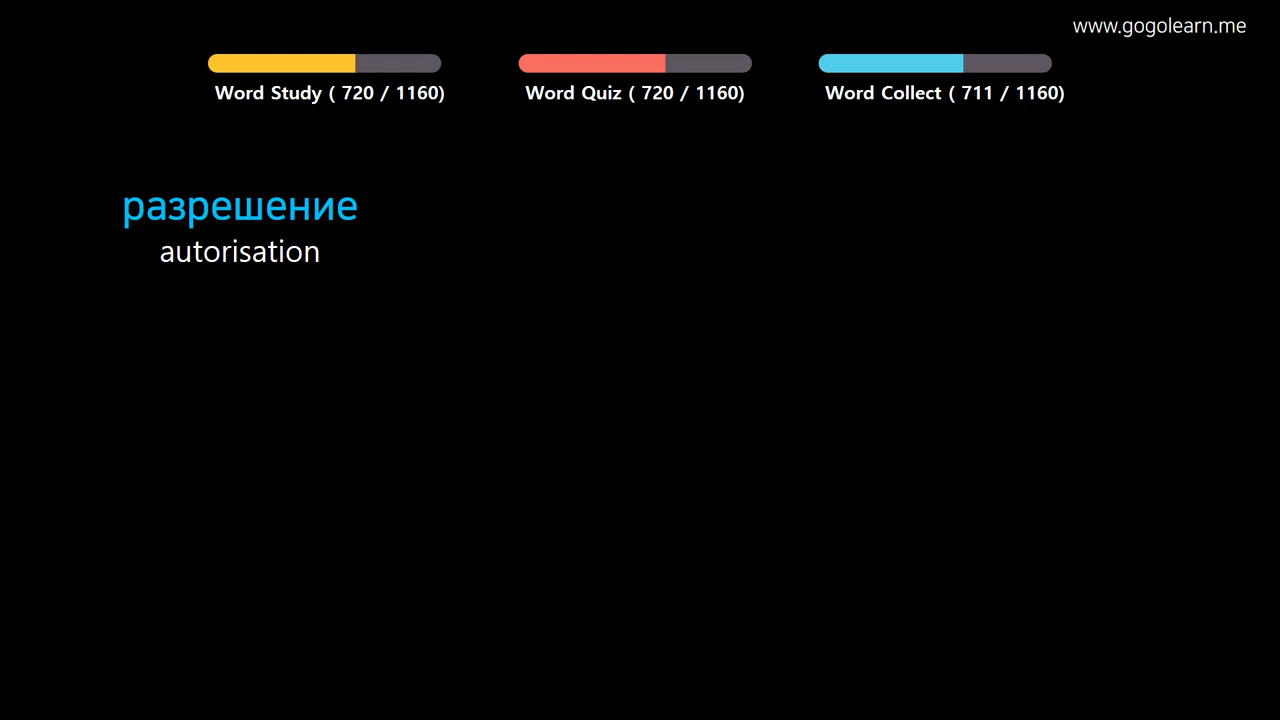 www.gogolearn.me
Word Study ( 720 / 1160)
Word Quiz ( 720 / 1160)
Word Collect ( 711 / 1160)
разрешение
autorisation